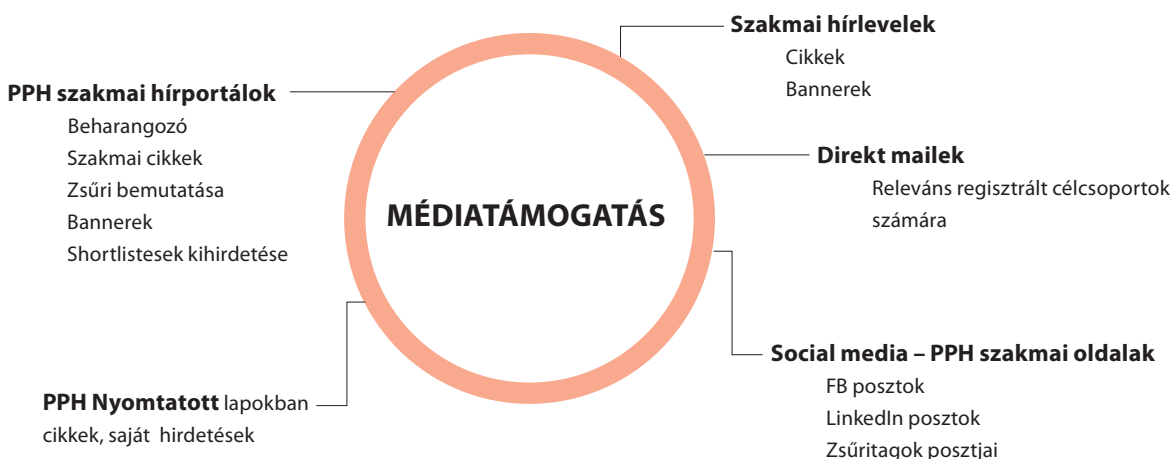 PPH szakmai hírportálok
Beharangozó
Szakmai cikkek
Zsűri bemutatása
Bannerek
Shortlistesek kihirdetése
PPH Nyomtatott lapokban
cikkek, saját hirdetések
MÉDIATÁMOGATÁS
Szakmai hírlevelek
Cikkek
Bannerek
Direkt mailek
Releváns regisztrált célcsoportok
számára
Social media – PPH szakmai oldalak
FB posztok
LinkedIn posztok
Zsűritagok posztjai